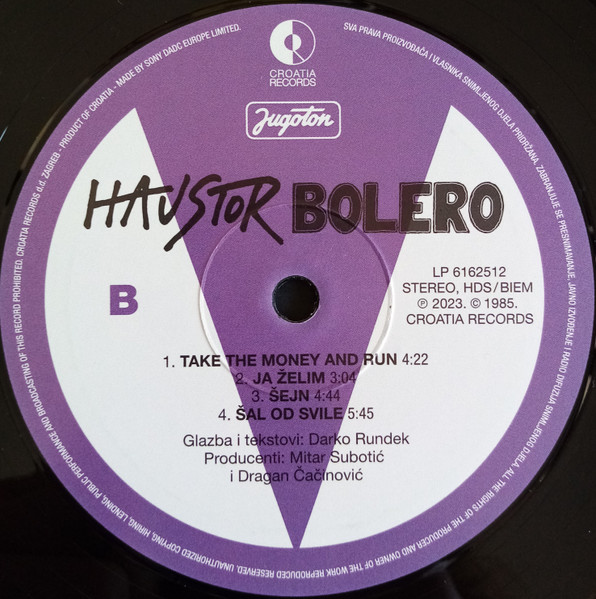 CROATIA
RECORDS
Jugoton
HAUSTOR BOLERO
B
LP 6162512
STEREO, HDS/BIEM
℗ 2023. © 1985.
CROATIA RECORDS
1. TAKE THE MONEY AND RUN 4:22
2. JA ŽELIM 3:04
3. ŠEJN 4:44
4. ŠAL OD SVILE 5:45
Glazba i tekstovi: Darko Rundek
Producenti: Mitar Subotić
i Dragan Čačinović
SVA PRAVA PROIZVOĐAČA I VLASNIKA SNIMLJENOG DJELA PRIDRŽANA. ZABRANJUJE SE PRESNIMAVANJE, JAVNO IZVOĐENJE I RADIO DIFUZIJA SNIMLJENOG DJELA. ALL THE RIGHTS OF THE PRODUCER AND OWNER OF THE WORK REPRODUCED RESERVED. UNAUTHORIZED COPYING, HIRING, LENDING, PUBLIC PERFORMANCE AND BROADCASTING OF THIS RECORD PROHIBITED. CROATIA RECORDS d.d. ZAGREB - PRODUCT OF CROATIA - MADE BY SONY DADC EUROPE LIMITED.